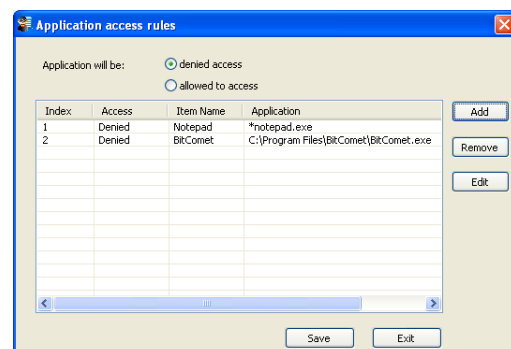 Application access rules
Application will be: denied access
allowed to access
Index Access Item Name Application
1 Denied Notepad *notepad.exe
2 Denied BitComet C:\Program Files\BitComet\BitComet.exe
Add
Remove
Edit
Save Exit